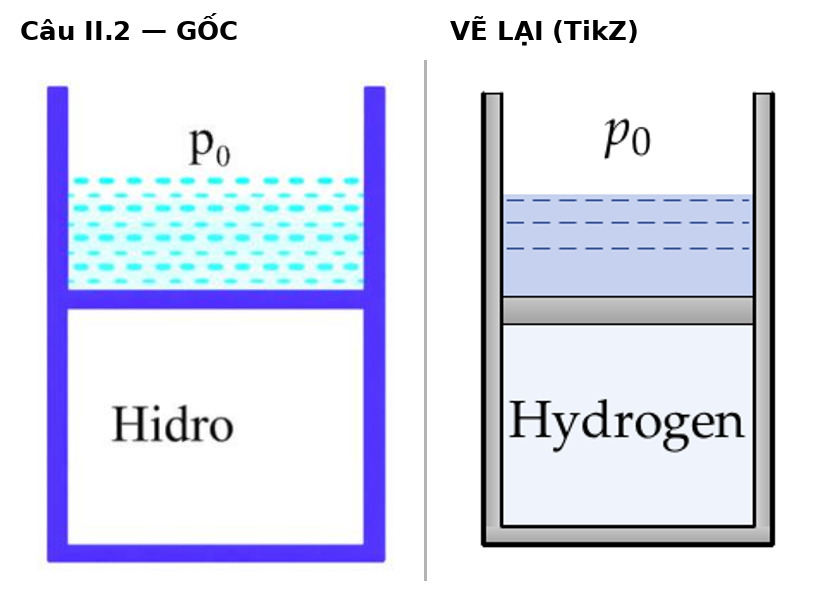 Câu II.2 — GỐC
p₀
Hidro
VẼ LẠI (TikZ)
p₀
Hydrogen